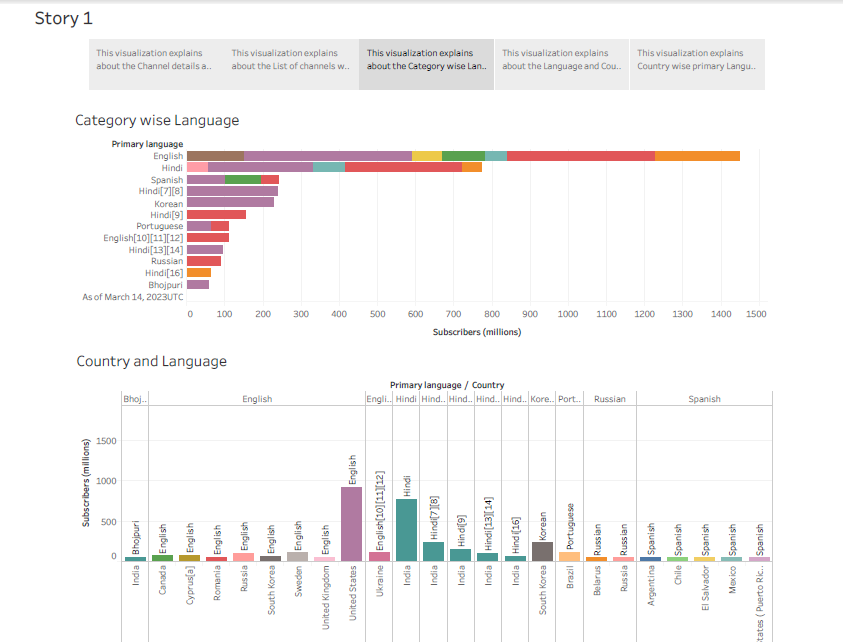 Story 1
This visualization explains
about the Channel details a..
This visualization explains
about the List of channels w..
This visualization explains
about the Category wise Lan..
This visualization explains
about the Language and Cou..
This visualization explains
Country wise primary Langu..
Category wise Language
Primary language
English
Hindi
Spanish
Hindi[7][8]
Korean
Hindi[9]
Portuguese
English[10][11][12]
Hindi[13][14]
Russian
Hindi[16]
Bhojpuri
As of March 14, 2023UTC
0 100 200 300 400 500 600 700 800 900 1000 1100 1200 1300 1400 1500
Subscribers (millions)
Country and Language
Primary language / Country
Bhoj.. English Engli.. Hindi Hind.. Hind.. Hind.. Hind.. Kore.. Port.. Russian Spanish
Subscribers (millions)
1500
1000
500
0
Bhojpuri English English English English English English English English English[10][11][12] Hindi Hindi[7][8] Hindi[9] Hindi[13][14] Hindi[16] Korean Portuguese Russian Russian Spanish Spanish Spanish Spanish Spanish
India Canada Cyprus[a] Romania Russia South Korea Sweden United Kingdom United States Ukraine India India India India India South Korea Brazil Belarus Russia Argentina Chile El Salvador Mexico tates ( Puerto Ric..